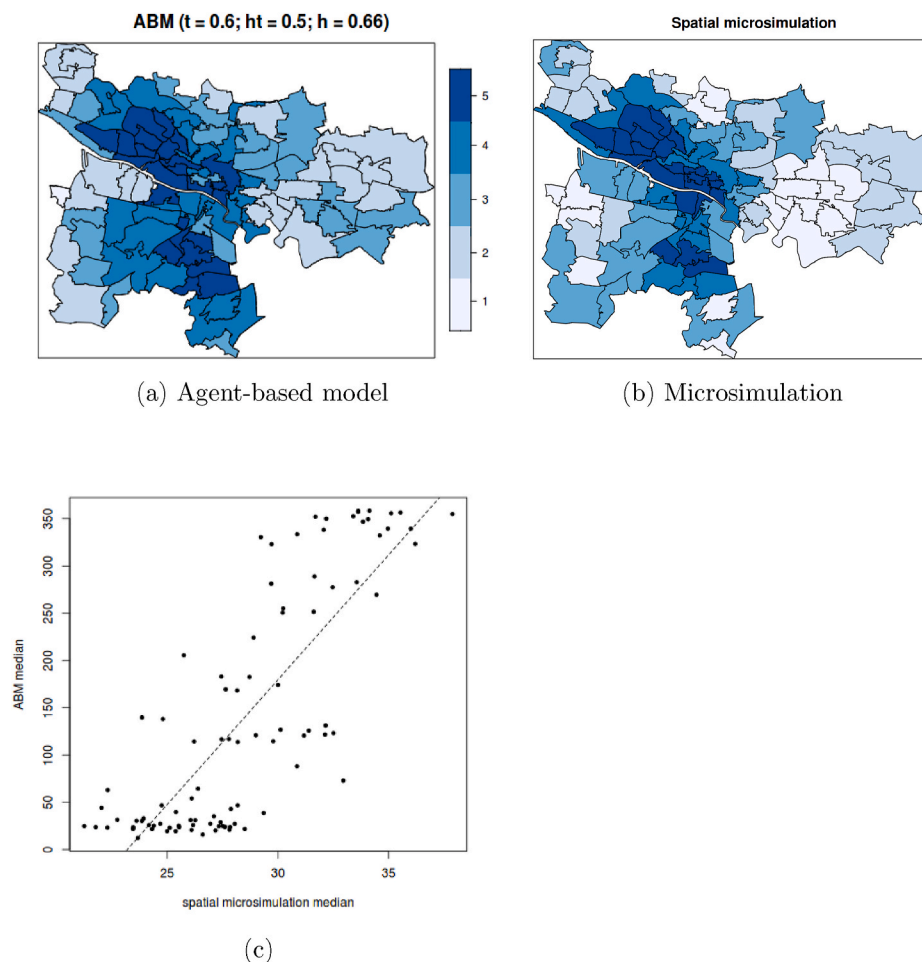 ABM (t = 0.6; ht = 0.5; h = 0.66)
Spatial microsimulation
5
4
3
2
1
(a) Agent-based model
(b) Microsimulation
ABM median
350
300
250
200
150
100
50
0
25 30 35
spatial microsimulation median
(c)